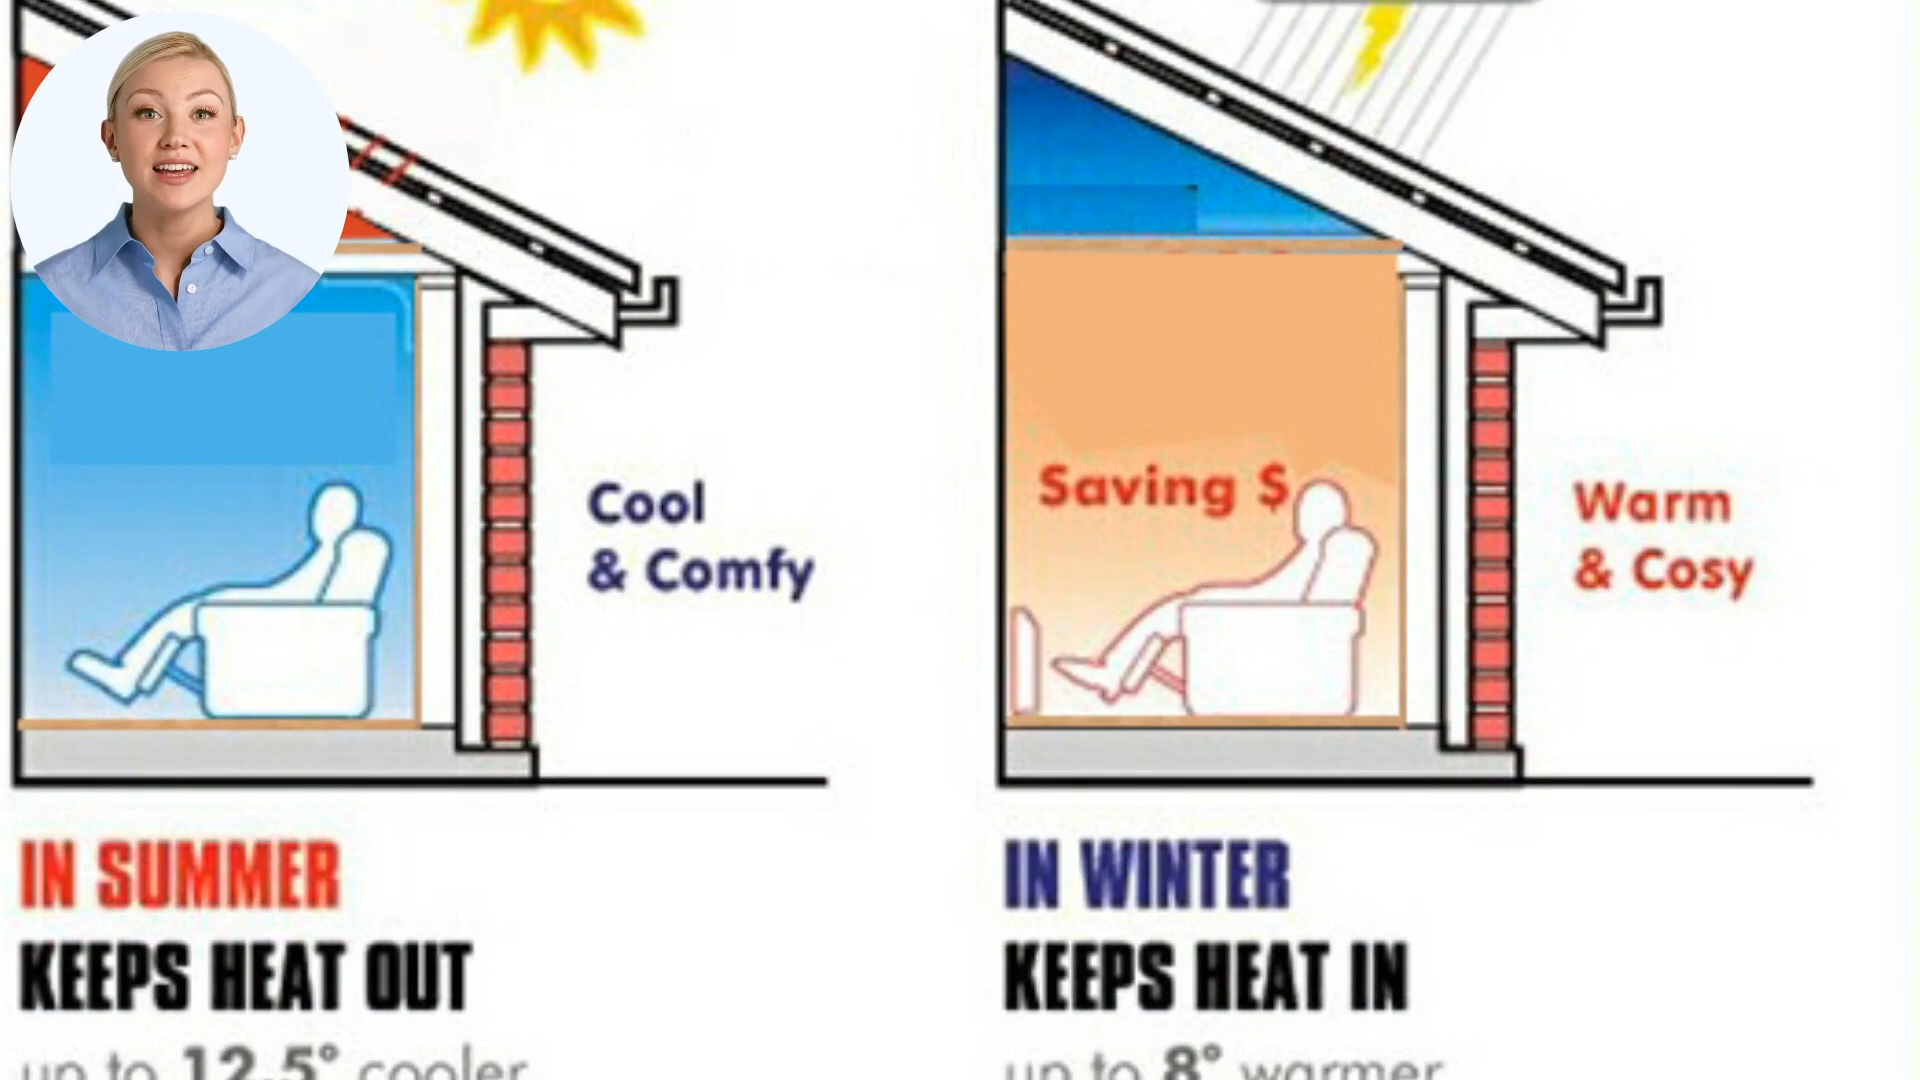 Cool
& Comfy
Saving $
Warm
& Cosy
IN SUMMER
KEEPS HEAT OUT
up to 12.5° cooler
IN WINTER
KEEPS HEAT IN
up to 8° warmer